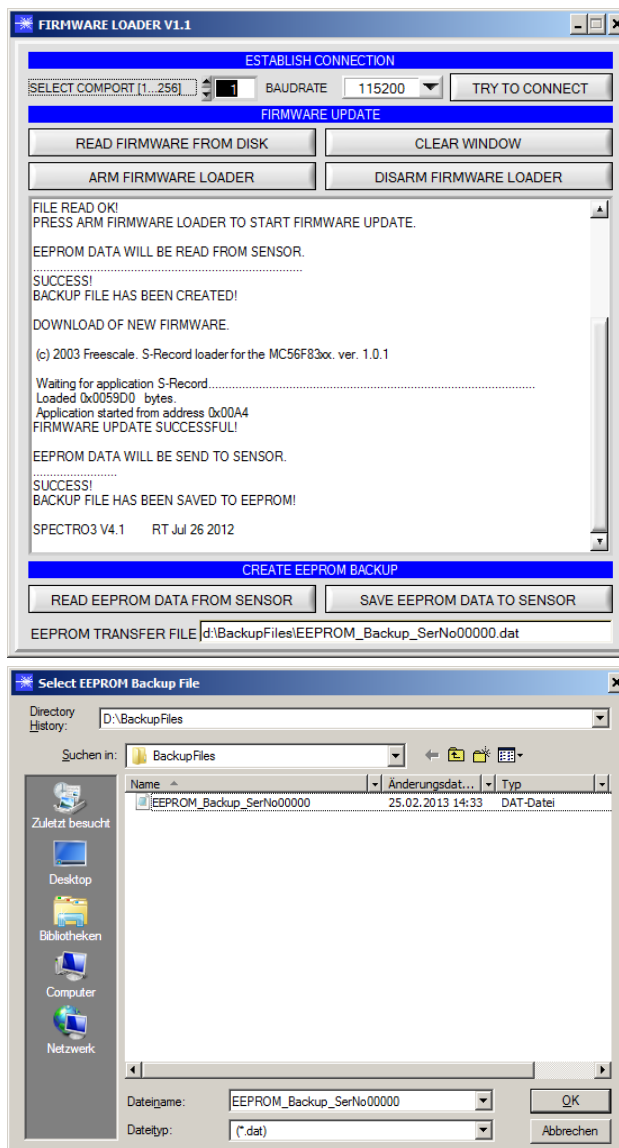 FIRMWARE LOADER V1.1
ESTABLISH CONNECTION
SELECT COMPORT [1...256] 1 BAUDRATE 115200 TRY TO CONNECT
FIRMWARE UPDATE
READ FIRMWARE FROM DISK CLEAR WINDOW
ARM FIRMWARE LOADER DISARM FIRMWARE LOADER
FILE READ OK!
PRESS ARM FIRMWARE LOADER TO START FIRMWARE UPDATE.
EEPROM DATA WILL BE READ FROM SENSOR.
..........................................................................................
SUCCESS!
BACKUP FILE HAS BEEN CREATED!
DOWNLOAD OF NEW FIRMWARE.
(c) 2003 Freescale. S-Record loader for the MC56F83xx. ver. 1.0.1
Waiting for application S-Record..............................................................................................................
Loaded 0x0059D0 bytes.
Application started from address 0x00A4
FIRMWARE UPDATE SUCCESSFUL!
EEPROM DATA WILL BE SEND TO SENSOR.
............................
SUCCESS!
BACKUP FILE HAS BEEN SAVED TO EEPROM!
SPECTRO3 V4.1 RT Jul 26 2012
CREATE EEPROM BACKUP
READ EEPROM DATA FROM SENSOR SAVE EEPROM DATA TO SENSOR
EEPROM TRANSFER FILE d:\BackupFiles\EEPROM_Backup_SerNo00000.dat
Select EEPROM Backup File
Directory History: D:\BackupFiles
Suchen in: BackupFiles
Name Änderungsdat... Typ
EEPROM_Backup_SerNo00000 25.02.2013 14:33 DAT-Datei
Zuletzt besucht
Desktop
Bibliotheken
Computer
Netzwerk
Dateiname: EEPROM_Backup_SerNo00000 OK
Dateityp: (*.dat) Abbrechen